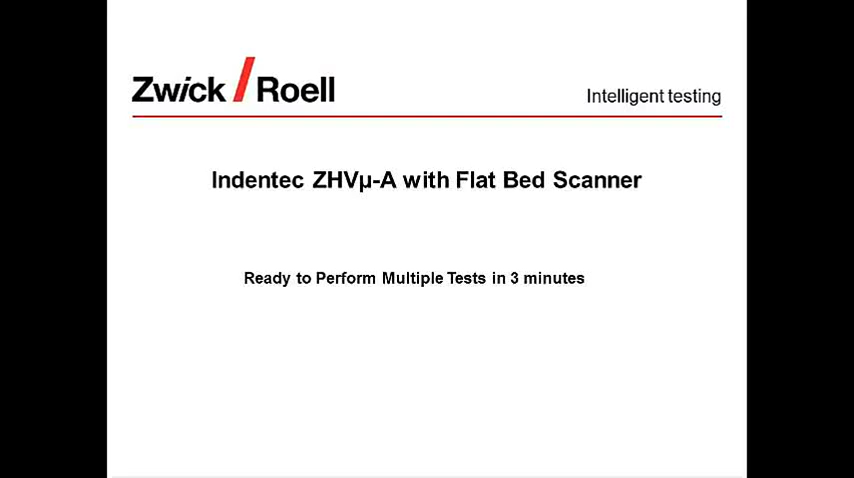 Zwick/Roell
Intelligent testing
Indentec ZHVµ-A with Flat Bed Scanner
Ready to Perform Multiple Tests in 3 minutes